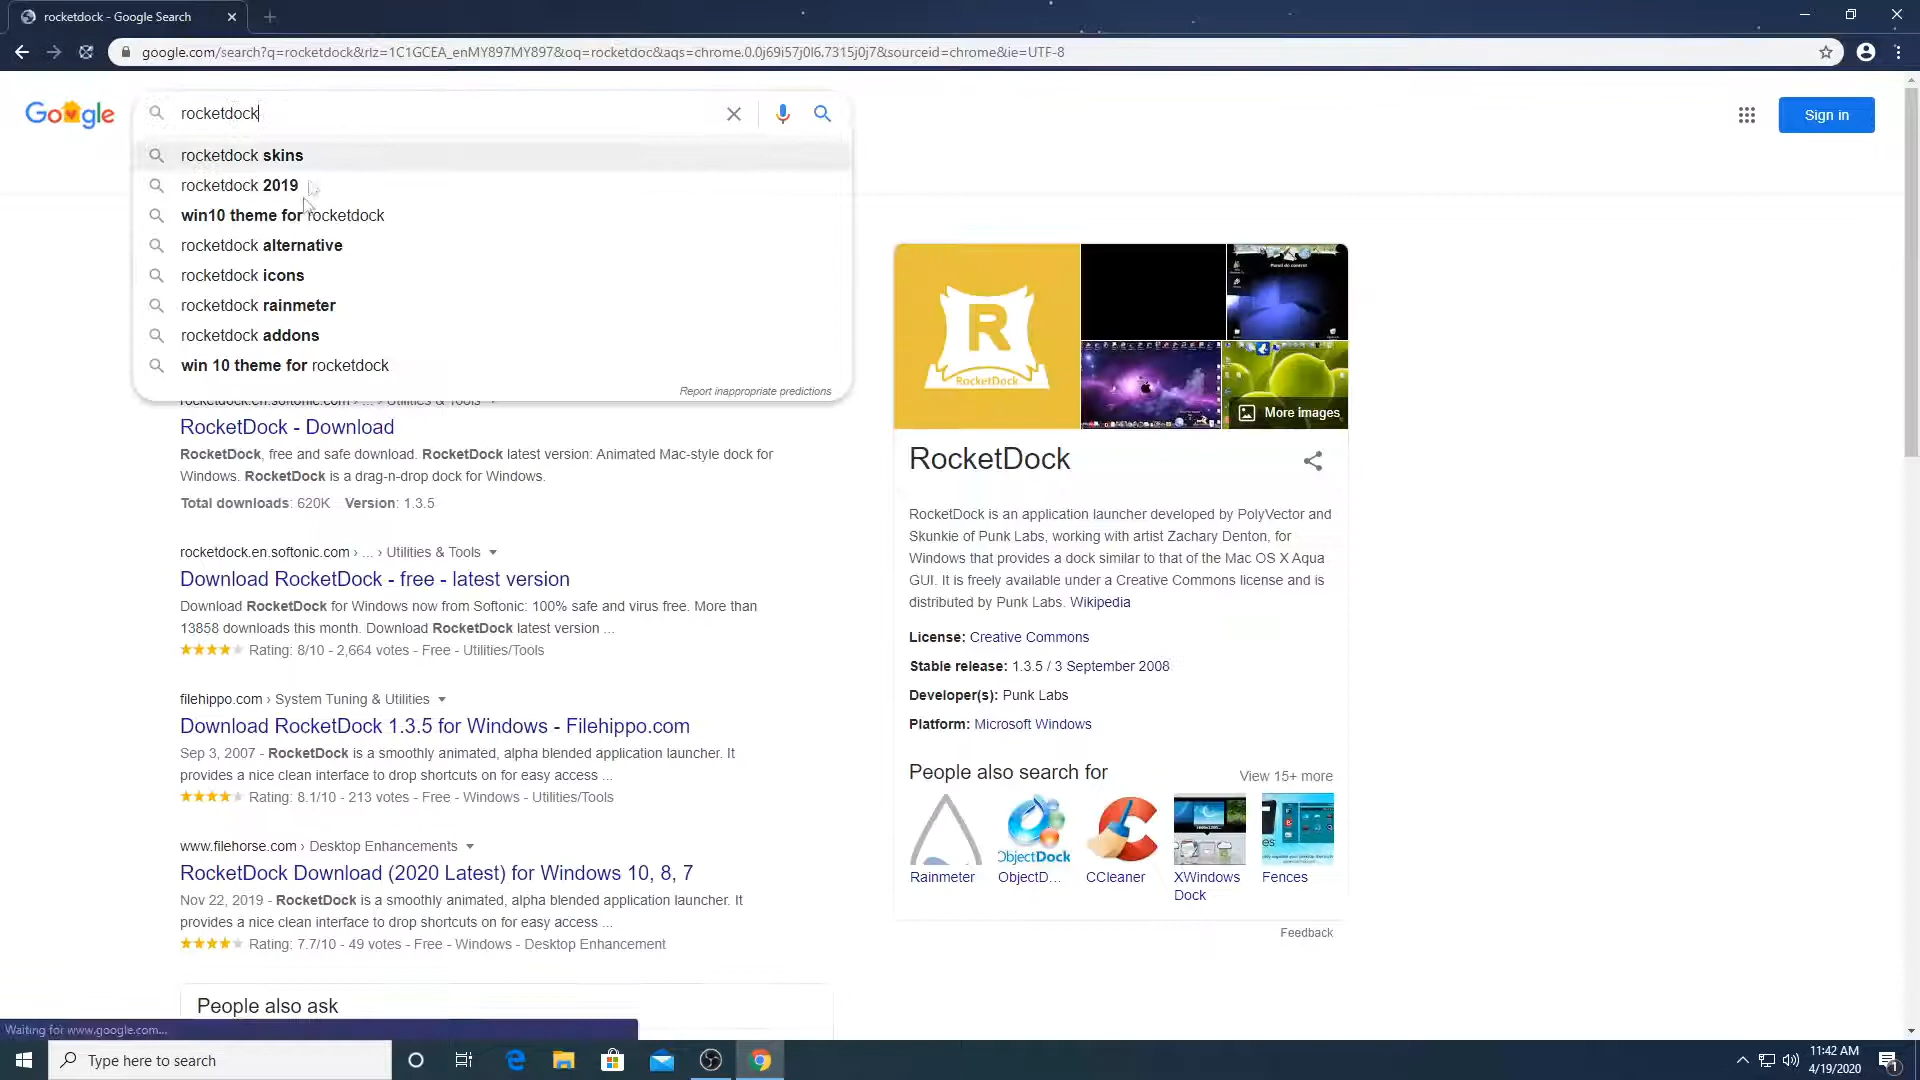 rocketdock - Google Search
google.com/search?q=rocketdock&rlz=1C1GCEA_enMY897MY897&oq=rocketdoc&aqs=chrome.0.0j69i57j0l6.7315j0j7&sourceid=chrome&ie=UTF-8
Google
rocketdock
Sign in
rocketdock skins
rocketdock 2019
win10 theme for rocketdock
rocketdock alternative
rocketdock icons
rocketdock rainmeter
rocketdock addons
win 10 theme for rocketdock
Report inappropriate predictions
rocketdock.en.softonic.com › ... › Utilities & Tools
RocketDock - Download
RocketDock, free and safe download. RocketDock latest version: Animated Mac-style dock for
Windows. RocketDock is a drag-n-drop dock for Windows.
Total downloads: 620K Version: 1.3.5
rocketdock.en.softonic.com › ... › Utilities & Tools
Download RocketDock - free - latest version
Download RocketDock for Windows now from Softonic: 100% safe and virus free. More than
13858 downloads this month. Download RocketDock latest version ...
Rating: 8/10 - 2,664 votes - Free - Utilities/Tools
filehippo.com › System Tuning & Utilities
Download RocketDock 1.3.5 for Windows - Filehippo.com
Sep 3, 2007 - RocketDock is a smoothly animated, alpha blended application launcher. It
provides a nice clean interface to drop shortcuts on for easy access ...
Rating: 8.1/10 - 213 votes - Free - Windows - Utilities/Tools
www.filehorse.com › Desktop Enhancements
RocketDock Download (2020 Latest) for Windows 10, 8, 7
Nov 22, 2019 - RocketDock is a smoothly animated, alpha blended application launcher. It
provides a nice clean interface to drop shortcuts on for easy access ...
Rating: 7.7/10 - 49 votes - Free - Windows - Desktop Enhancement
People also ask
R
RocketDock
More images
RocketDock
RocketDock is an application launcher developed by PolyVector and
Skunkie of Punk Labs, working with artist Zachary Denton, for
Windows that provides a dock similar to that of the Mac OS X Aqua
GUI. It is freely available under a Creative Commons license and is
distributed by Punk Labs. Wikipedia
License: Creative Commons
Stable release: 1.3.5 / 3 September 2008
Developer(s): Punk Labs
Platform: Microsoft Windows
People also search for
View 15+ more
ObjectDock
Rainmeter
ObjectD...
CCleaner
XWindows
Dock
Fences
Feedback
Waiting for www.google.com...
Type here to search
11:42 AM
4/19/2020
1